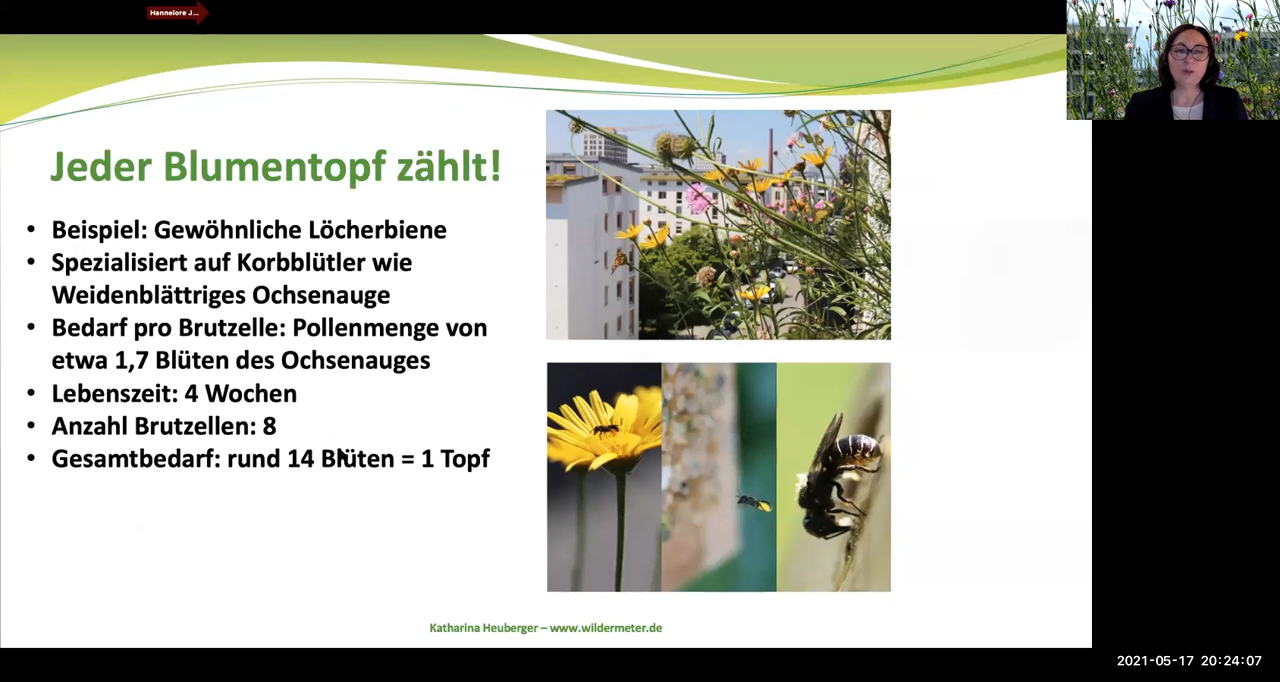 Hannelore J...
Jeder Blumentopf zählt!
• Beispiel: Gewöhnliche Löcherbiene
• Spezialisiert auf Korbblütler wie
Weidenblättriges Ochsenauge
• Bedarf pro Brutzelle: Pollenmenge von
etwa 1,7 Blüten des Ochsenauges
• Lebenszeit: 4 Wochen
• Anzahl Brutzellen: 8
• Gesamtbedarf: rund 14 Blüten = 1 Topf
Katharina Heuberger – www.wildermeter.de
2021-05-17 20:24:07